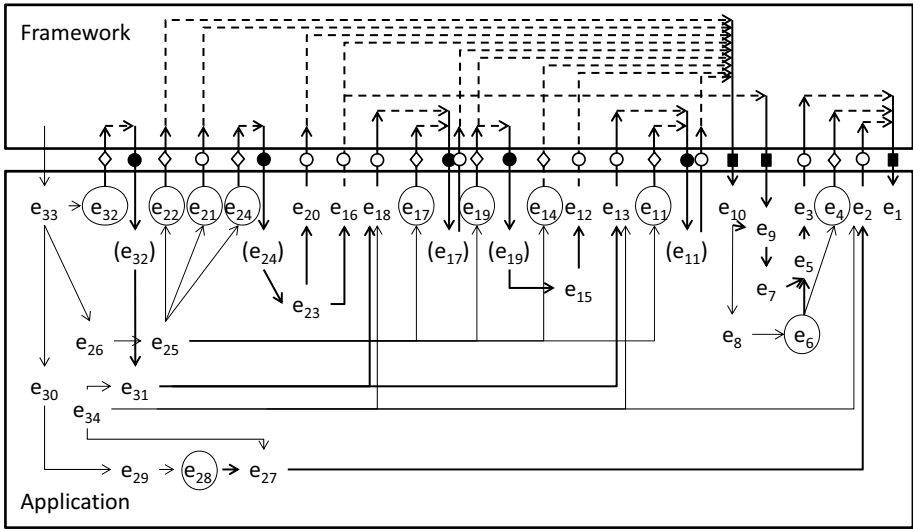 Framework
e33 e32 e22 e21 e24 e20 e16 e18 e17 e19 e14 e12 e13 e11 e10 e3 e4 e2 e1
e9
(e32) (e24) (e17) (e19) (e11)
e5
e15 e7
e23
e26 e25 e8 e6
e30 e31
e34
e29 e28 e27
Application